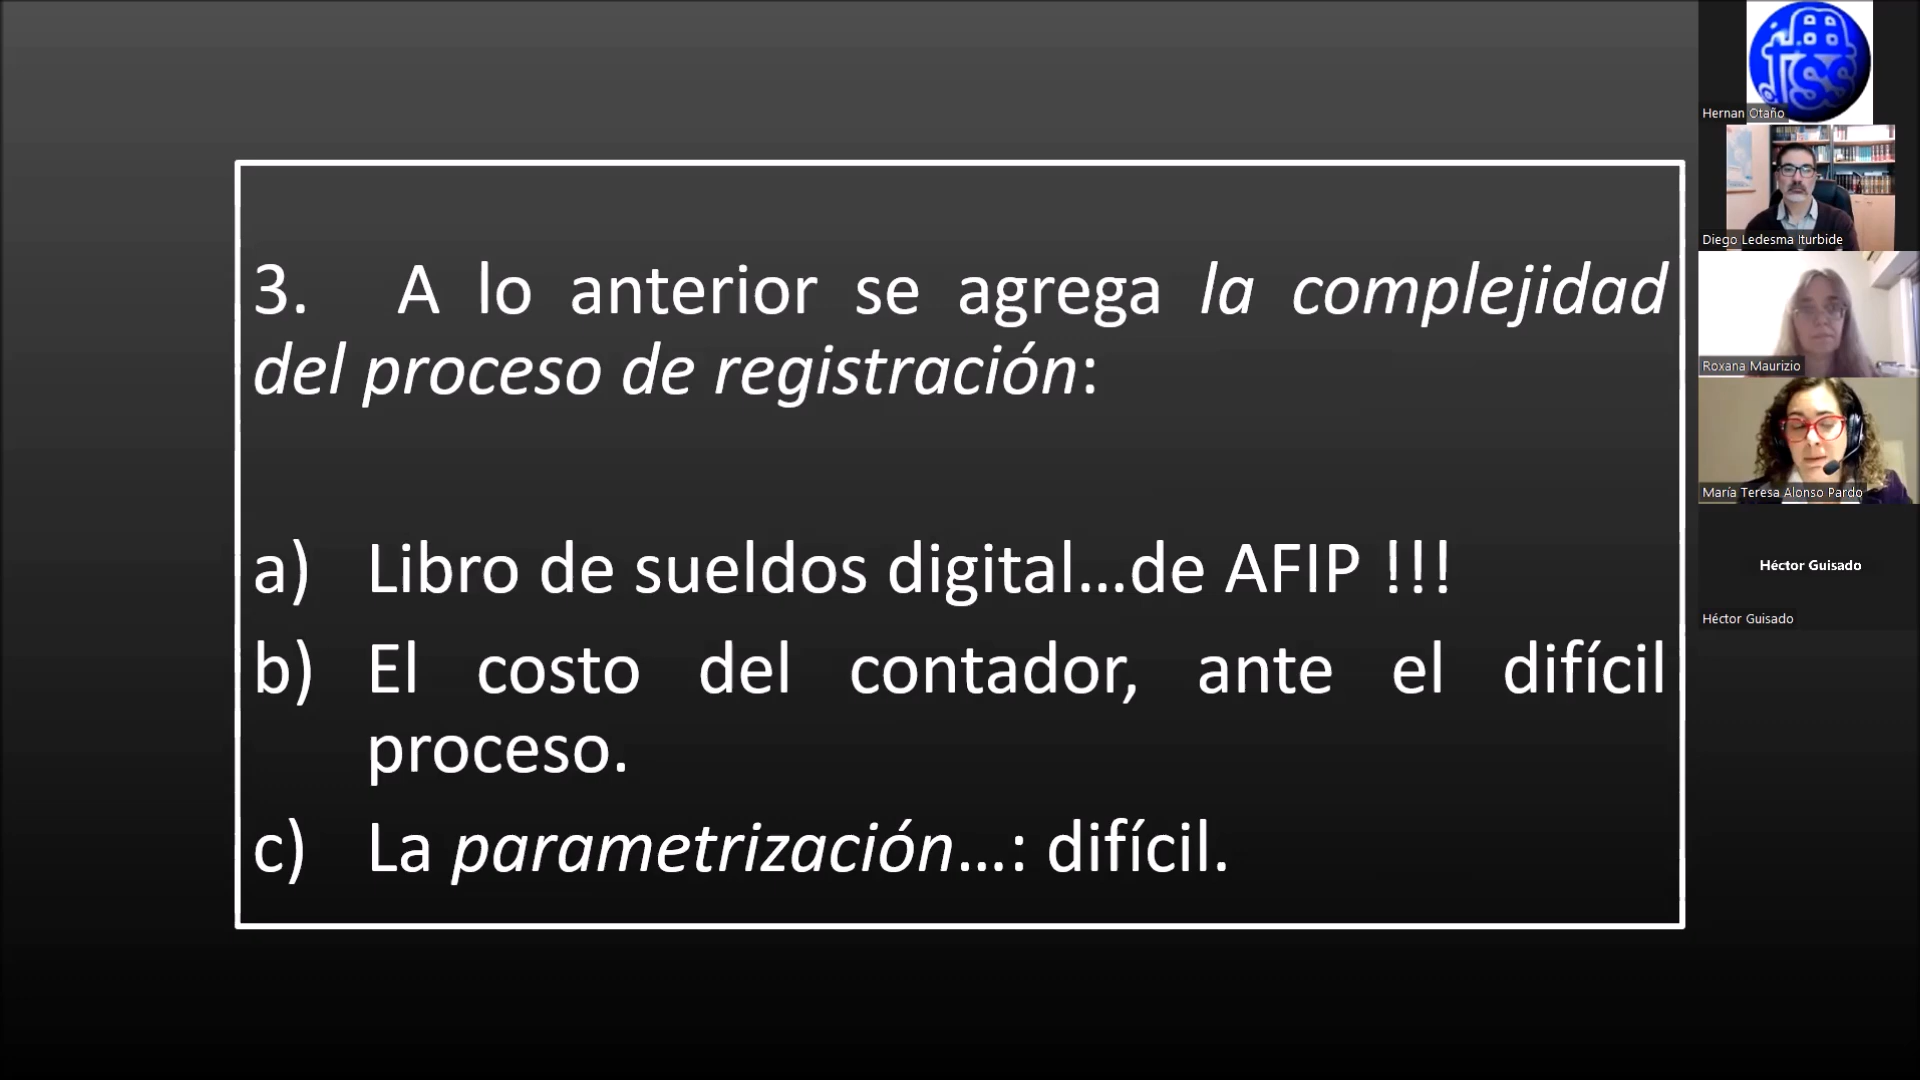 3. A lo anterior se agrega la complejidad
del proceso de registración:
a) Libro de sueldos digital...de AFIP !!!
b) El costo del contador, ante el difícil
proceso.
c) La parametrización...: difícil.
Hernan Otaño
Diego Ledesma Iturbide
Roxana Maurizio
María Teresa Alonso Pardo
Héctor Guisado
Héctor Guisado